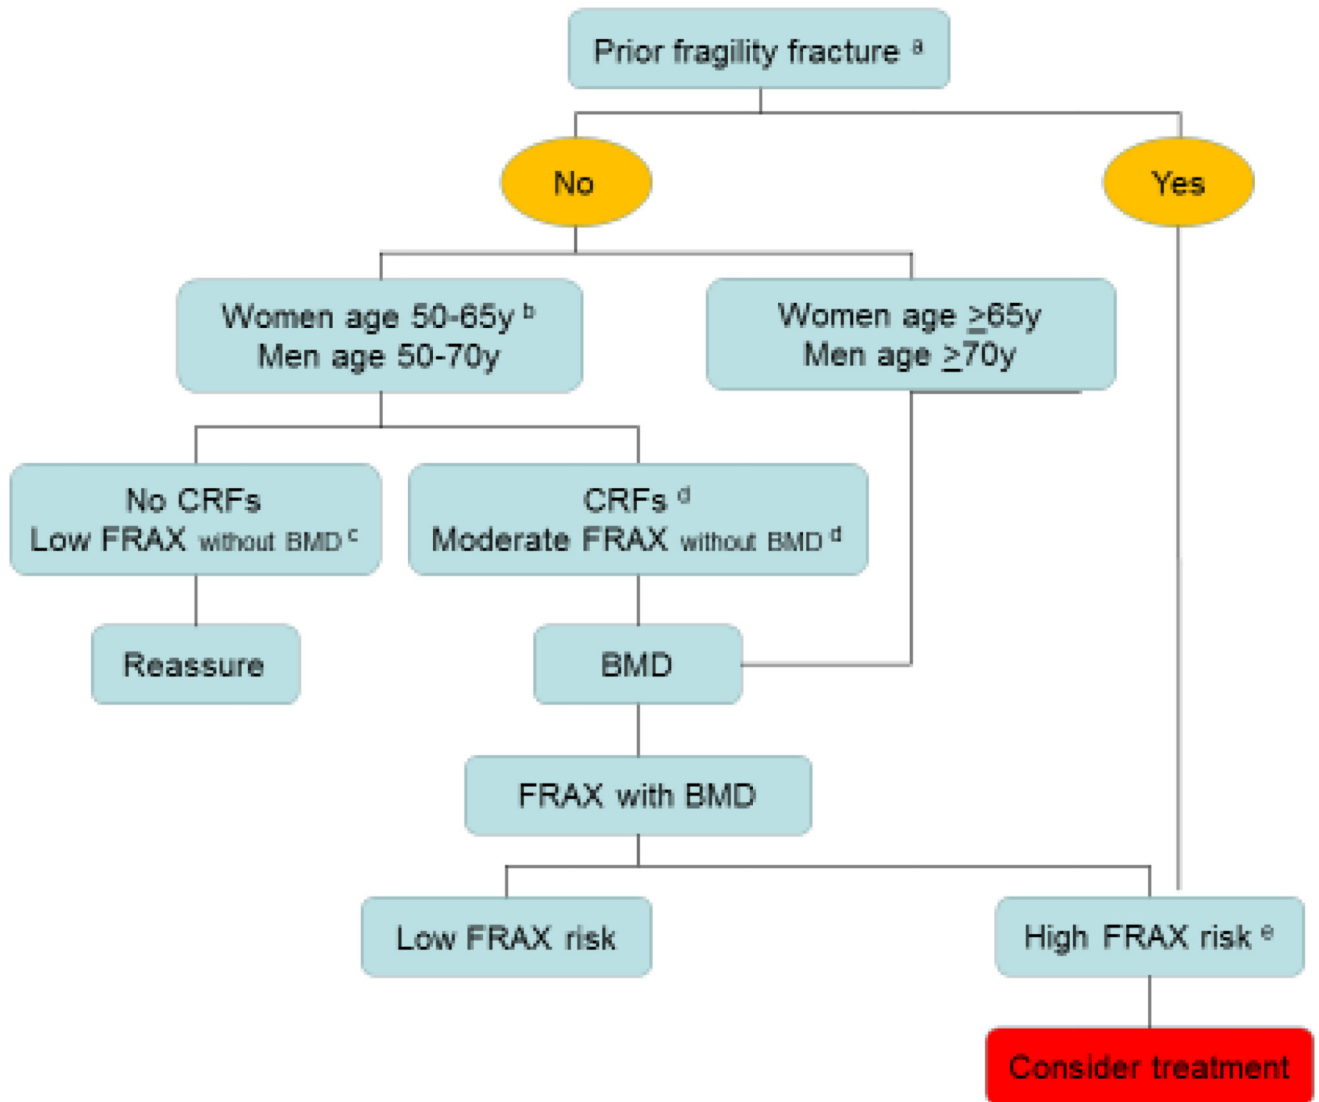 Prior fragility fracture a
No
Yes
Women age 50-65y b
Men age 50-70y
Women age ≥65y
Men age ≥70y
No CRFs
Low FRAX without BMD c
CRFs d
Moderate FRAX without BMD d
Reassure
BMD
FRAX with BMD
Low FRAX risk
High FRAX risk e
Consider treatment